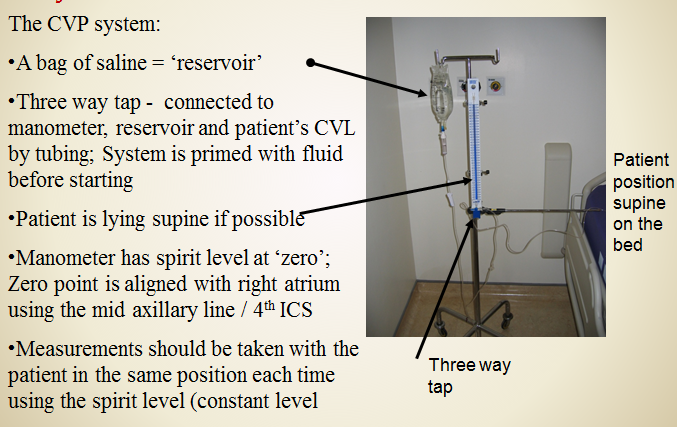 The CVP system:
•A bag of saline = ‘reservoir’
•Three way tap - connected to
manometer, reservoir and patient’s CVL
by tubing; System is primed with fluid
before starting
•Patient is lying supine if possible
•Manometer has spirit level at ‘zero’;
Zero point is aligned with right atrium
using the mid axillary line / 4th ICS
•Measurements should be taken with the
patient in the same position each time
using the spirit level (constant level
Patient
position
supine
on the
bed
Three way
tap